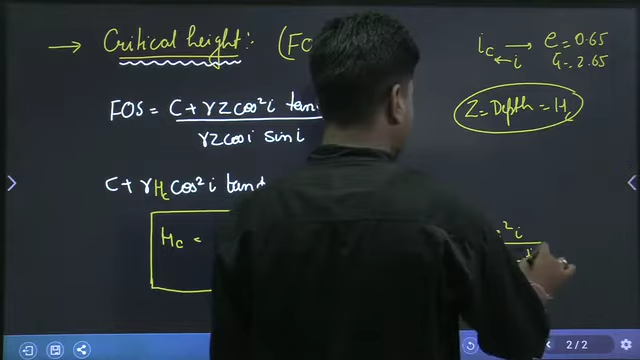 → Critical height:- (FO
i_c → e = 0.65
← i G = 2.65
FOS = C + γZcos²i tan
γZcosi sini
Z = Depth = H_c
C + γH_c cos²i tan
H_c =
²i
2/2